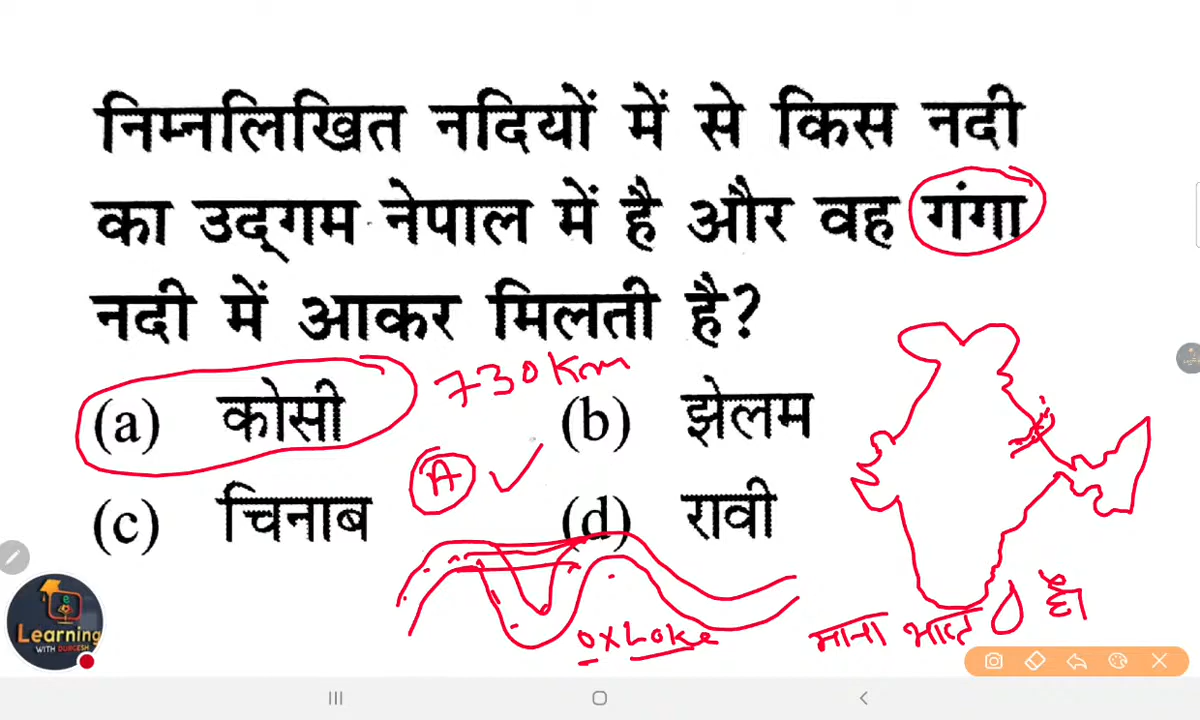 निम्नलिखित नदियों में से किस नदी
का उद्गम नेपाल में है और वह गंगा
नदी में आकर मिलती है?
730 Km
(a) कोसी (b) झेलम
A
(c) चिनाब (d) रावी
oxLake
माना भारत है।
e
Learning
WITH DURGESH